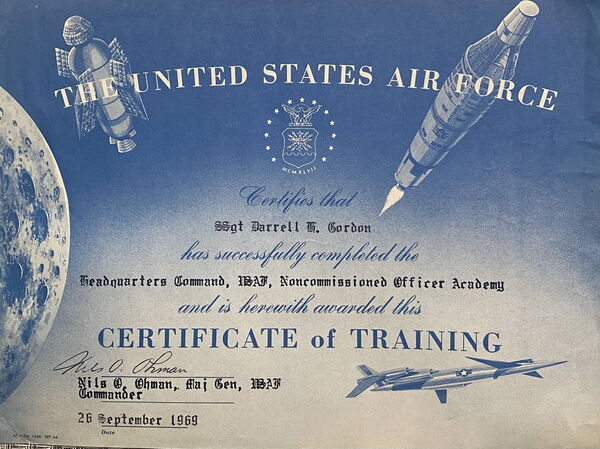 THE UNITED STATES AIR FORCE
MCMXLVII
Certifies that
SSgt Darrell H. Gordon
has successfully completed the
Headquarters Command, USAF, Noncommissioned Officer Academy
and is herewith awarded this
CERTIFICATE of TRAINING
Nils O. Ohman
Nils O. Ohman, Maj Gen, USAF
Commander
26 September 1969
Date